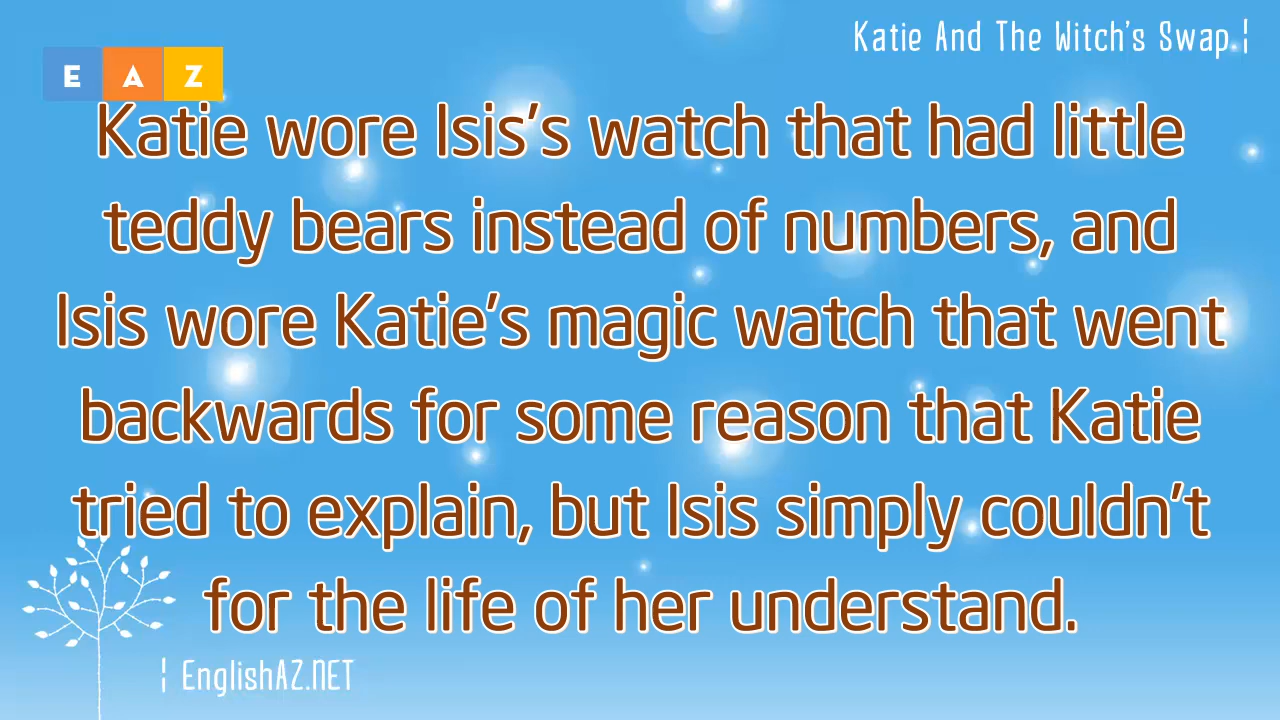 Katie And The Witch's Swap ¦
E A Z
Katie wore Isis's watch that had little
teddy bears instead of numbers, and
Isis wore Katie's magic watch that went
backwards for some reason that Katie
tried to explain, but Isis simply couldn't
for the life of her understand.
¦ EnglishAZ.NET